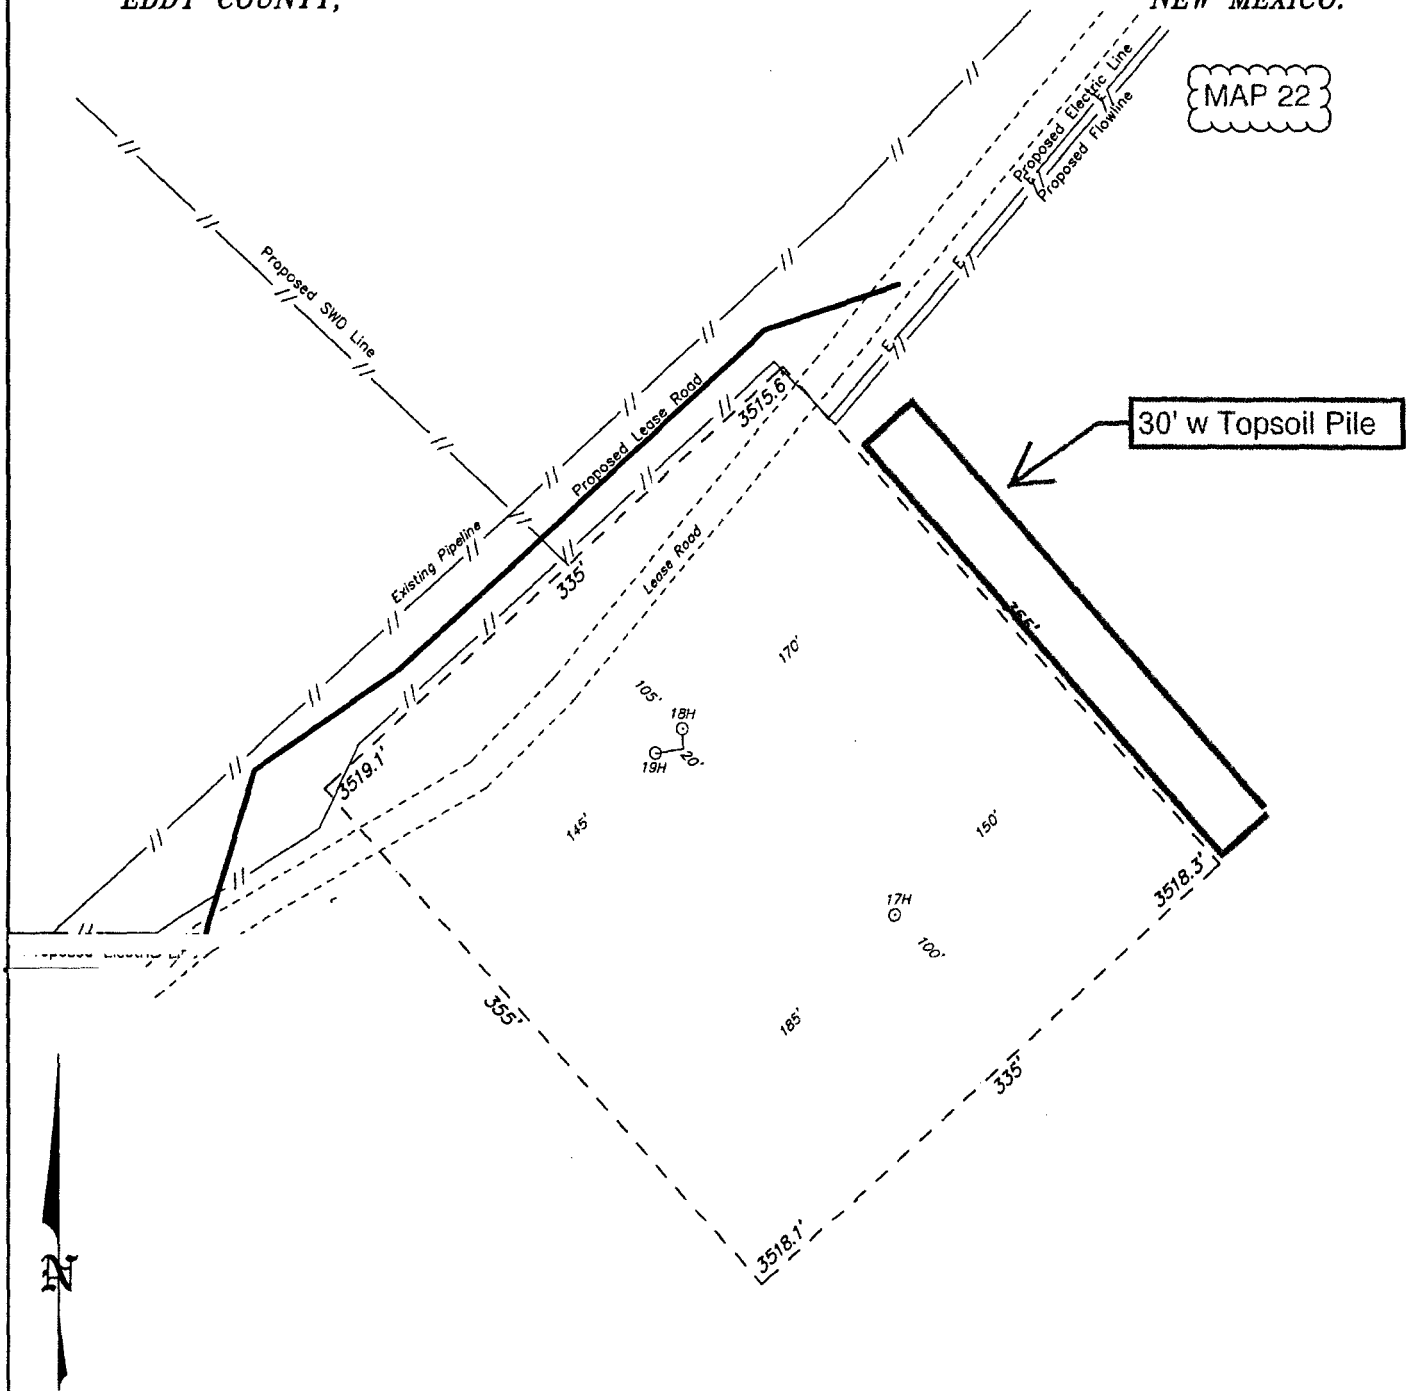 EDDY COUNTY,
NEW MEXICO.
MAP 22
Proposed Electric Line
E
E
Proposed Flowline
E
E
Proposed SWD Line
Proposed Lease Road
3515.6'
30' w Topsoil Pile
Existing Pipeline
335'
Lease Road
170'
105'
18H
19H
20'
3519.1'
145'
150'
3518.3'
17H
100'
Proposed Electric
355'
185'
335'
3518.1'
N